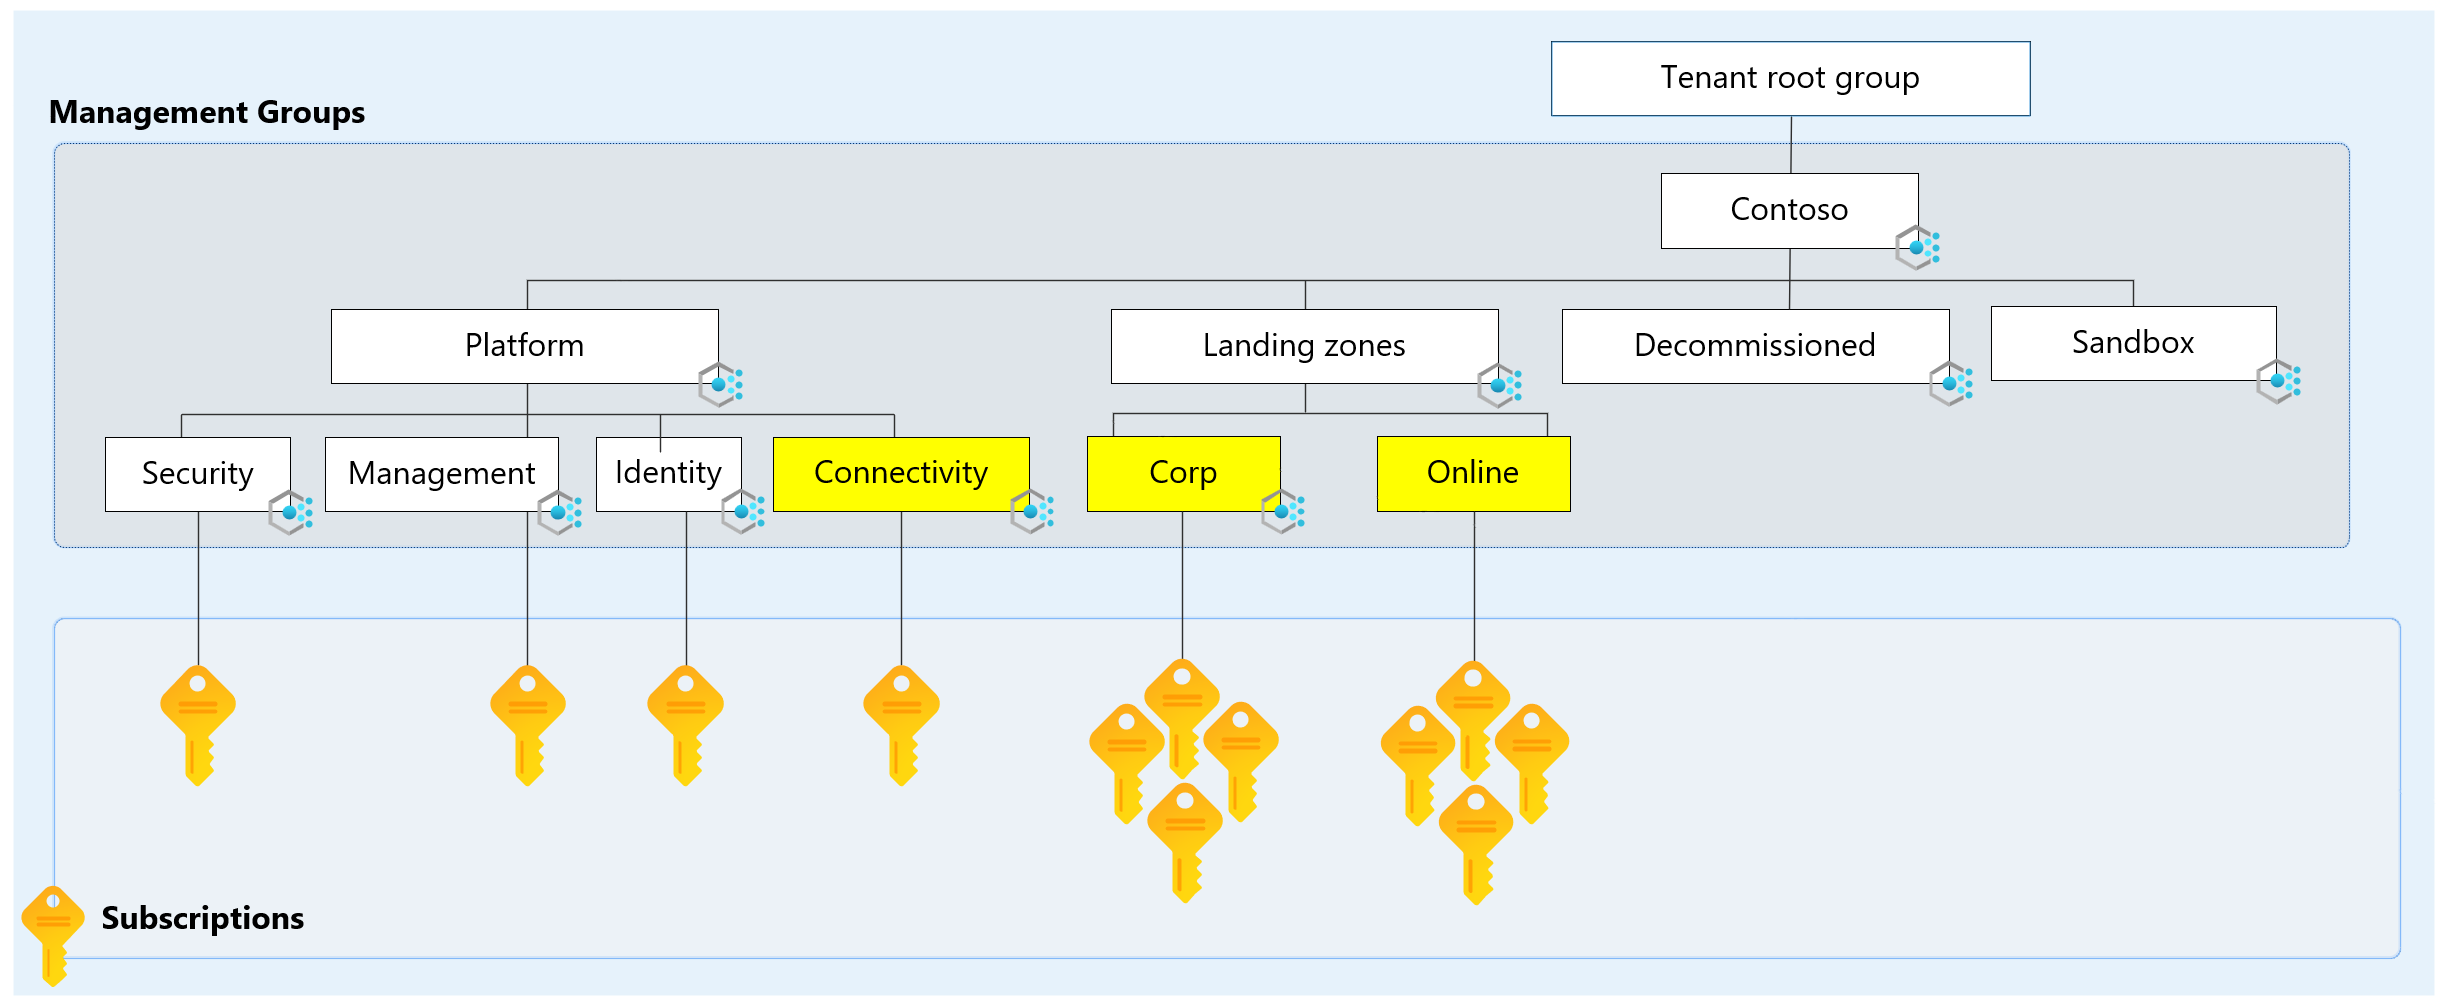 Tenant root group
Management Groups
Contoso
Platform
Landing zones
Decommissioned
Sandbox
Security
Management
Identity
Connectivity
Corp
Online
Subscriptions